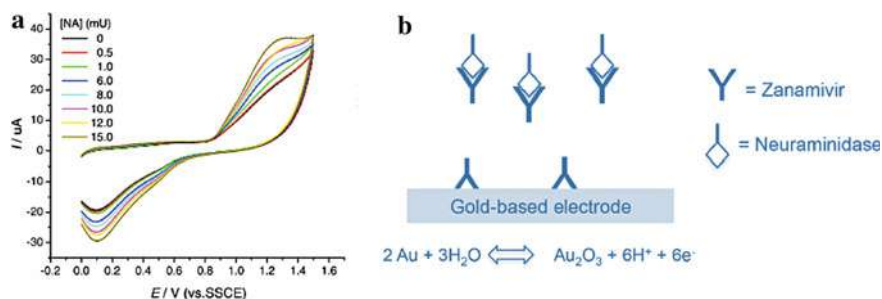 a
[NA] (mU)
0
0.5
1.0
6.0
8.0
10.0
12.0
15.0
I / uA
40
30
20
10
0
-10
-20
-30
-0.2 0.0 0.2 0.4 0.6 0.8 1.0 1.2 1.4 1.6
E / V (vs.SSCE)
b
= Zanamivir
= Neuraminidase
Gold-based electrode
2 Au + 3H₂O ⇔ Au₂O₃ + 6H⁺ + 6e⁻